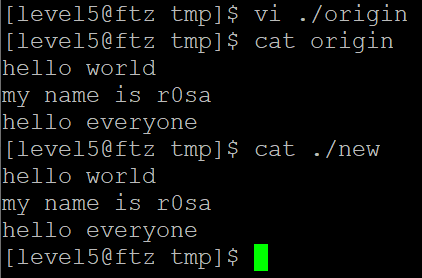 [level5@ftz tmp]$ vi ./origin
[level5@ftz tmp]$ cat origin
hello world
my name is r0sa
hello everyone
[level5@ftz tmp]$ cat ./new
hello world
my name is r0sa
hello everyone
[level5@ftz tmp]$